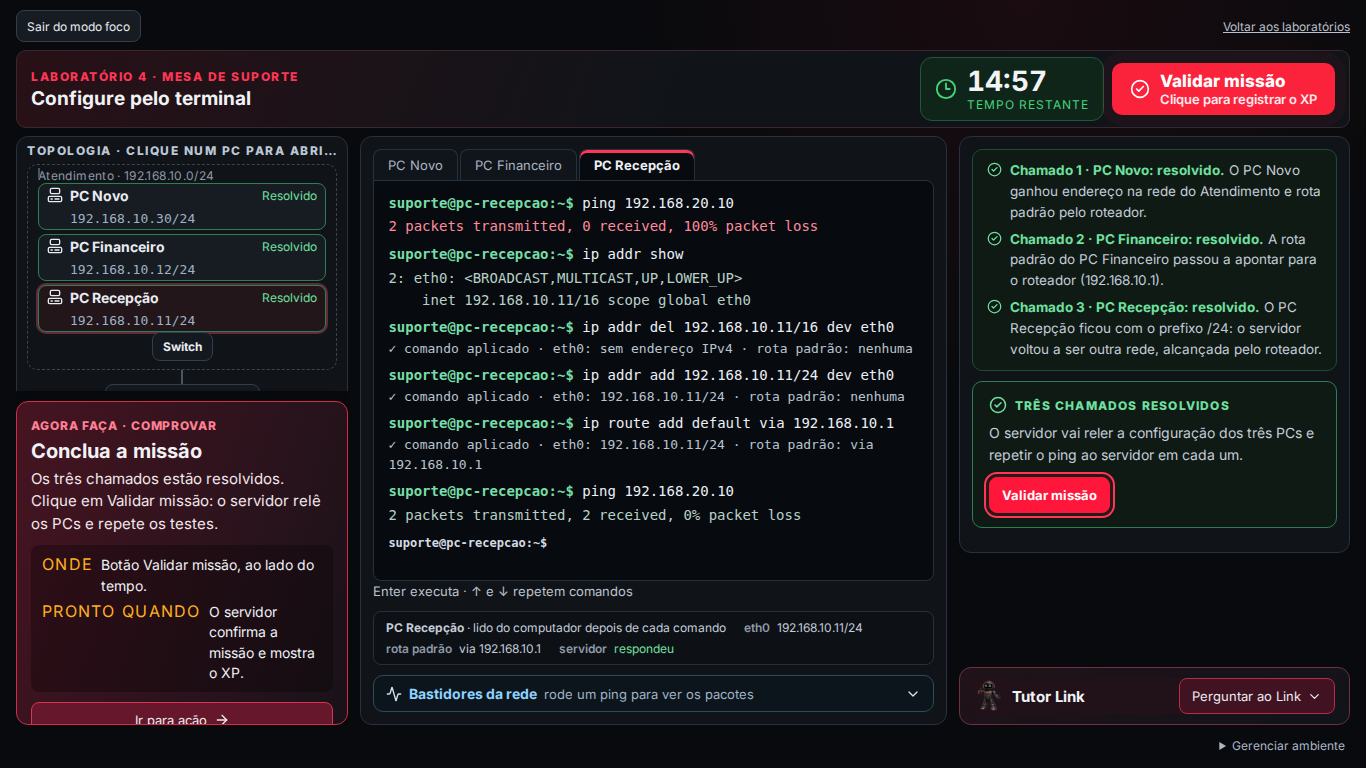 Sair do modo foco
Voltar aos laboratórios
LABORATÓRIO 4 · MESA DE SUPORTE
Configure pelo terminal
14:57
TEMPO RESTANTE
Validar missão
Clique para registrar o XP
TOPOLOGIA · CLIQUE NUM PC PARA ABRI...
Atendimento · 192.168.10.0/24
PC Novo
Resolvido
192.168.10.30/24
PC Financeiro
Resolvido
192.168.10.12/24
PC Recepção
Resolvido
192.168.10.11/24
Switch
AGORA FAÇA · COMPROVAR
Conclua a missão
Os três chamados estão resolvidos.
Clique em Validar missão: o servidor relê
os PCs e repete os testes.
ONDE Botão Validar missão, ao lado do
tempo.
PRONTO QUANDO O servidor
confirma a
missão e mostra
o XP.
Ir para ação →
PC Novo
PC Financeiro
PC Recepção
suporte@pc-recepcao:~$ ping 192.168.20.10
2 packets transmitted, 0 received, 100% packet loss
suporte@pc-recepcao:~$ ip addr show
2: eth0: <BROADCAST,MULTICAST,UP,LOWER_UP>
inet 192.168.10.11/16 scope global eth0
suporte@pc-recepcao:~$ ip addr del 192.168.10.11/16 dev eth0
✓ comando aplicado · eth0: sem endereço IPv4 · rota padrão: nenhuma
suporte@pc-recepcao:~$ ip addr add 192.168.10.11/24 dev eth0
✓ comando aplicado · eth0: 192.168.10.11/24 · rota padrão: nenhuma
suporte@pc-recepcao:~$ ip route add default via 192.168.10.1
✓ comando aplicado · eth0: 192.168.10.11/24 · rota padrão: via
192.168.10.1
suporte@pc-recepcao:~$ ping 192.168.20.10
2 packets transmitted, 2 received, 0% packet loss
suporte@pc-recepcao:~$
Enter executa · ↑ e ↓ repetem comandos
PC Recepção · lido do computador depois de cada comando eth0 192.168.10.11/24
rota padrão via 192.168.10.1 servidor respondeu
Bastidores da rede rode um ping para ver os pacotes
Chamado 1 · PC Novo: resolvido. O PC Novo
ganhou endereço na rede do Atendimento e rota
padrão pelo roteador.
Chamado 2 · PC Financeiro: resolvido. A rota
padrão do PC Financeiro passou a apontar para
o roteador (192.168.10.1).
Chamado 3 · PC Recepção: resolvido. O PC
Recepção ficou com o prefixo /24: o servidor
voltou a ser outra rede, alcançada pelo roteador.
TRÊS CHAMADOS RESOLVIDOS
O servidor vai reler a configuração dos três PCs e
repetir o ping ao servidor em cada um.
Validar missão
Tutor Link
Perguntar ao Link
▶ Gerenciar ambiente